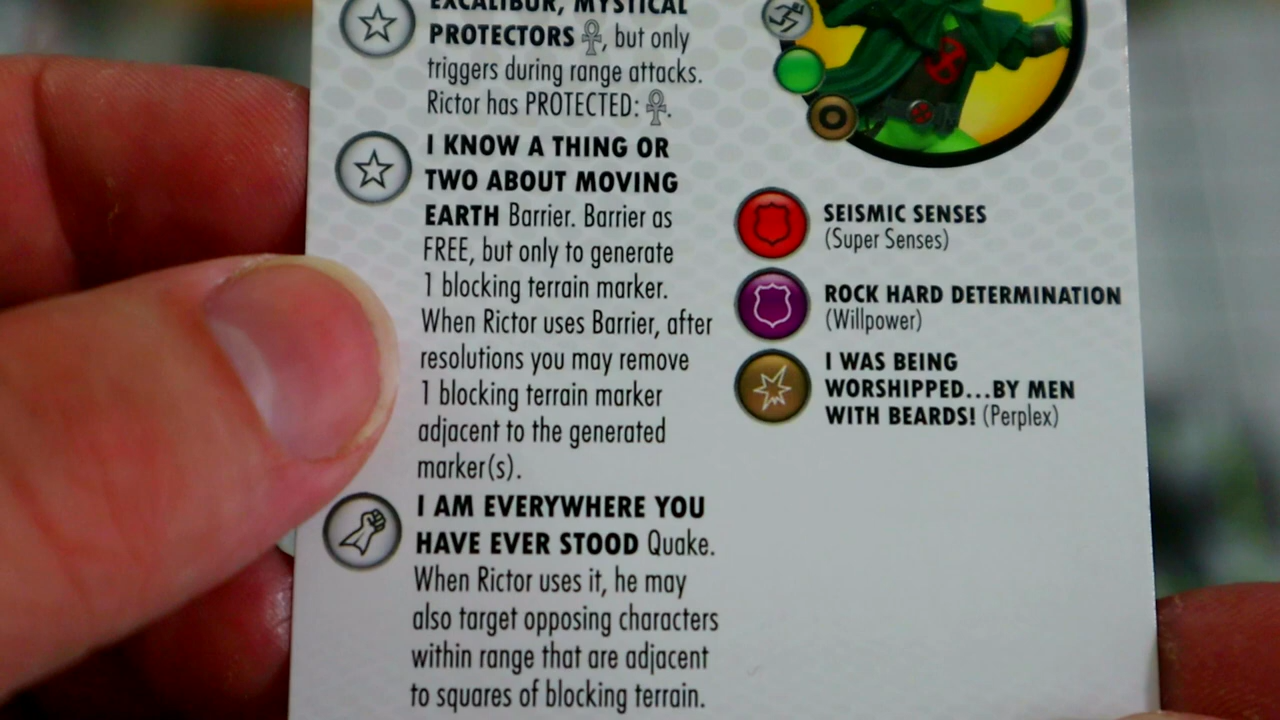 EXCALIBUR, MYSTICAL
PROTECTORS ☥, but only
triggers during range attacks.
Rictor has PROTECTED: ☥.
I KNOW A THING OR
TWO ABOUT MOVING
EARTH Barrier. Barrier as
FREE, but only to generate
1 blocking terrain marker.
When Rictor uses Barrier, after
resolutions you may remove
1 blocking terrain marker
adjacent to the generated
marker(s).
I AM EVERYWHERE YOU
HAVE EVER STOOD Quake.
When Rictor uses it, he may
also target opposing characters
within range that are adjacent
to squares of blocking terrain.
SEISMIC SENSES
(Super Senses)
ROCK HARD DETERMINATION
(Willpower)
I WAS BEING
WORSHIPPED...BY MEN
WITH BEARDS! (Perplex)